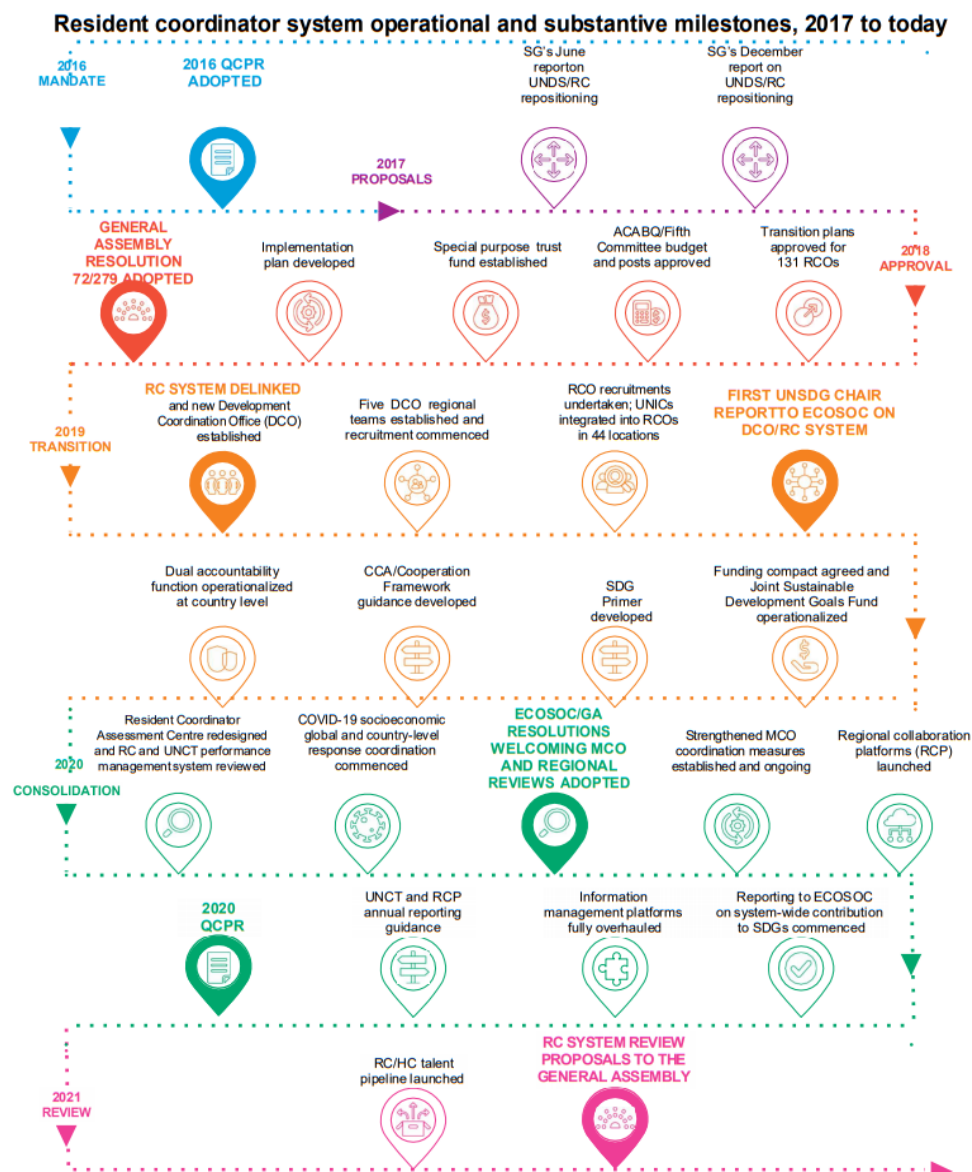 Resident coordinator system operational and substantive milestones, 2017 to today
2016
MANDATE
2016 QCPR
ADOPTED
SG's June
reporton
UNDS/RC
repositioning
SG's December
report on
UNDS/RC
repositioning
2017
PROPOSALS
GENERAL
ASSEMBLY
RESOLUTION
72/279 ADOPTED
Implementation
plan developed
Special purpose trust
fund established
ACABQ/Fifth
Committee budget
and posts approved
Transition plans
approved for
131 RCOs
2018
APPROVAL
2019
TRANSITION
RC SYSTEM DELINKED
and new Development
Coordination Office (DCO)
established
Five DCO regional
teams established and
recruitment commenced
RCO recruitments
undertaken; UNICs
integrated into RCOs
in 44 locations
FIRST UNSDG CHAIR
REPORTTO ECOSOC ON
DCO/RC SYSTEM
Dual accountability
function operationalized
at country level
CCA/Cooperation
Framework
guidance developed
SDG
Primer
developed
Funding compact agreed and
Joint Sustainable
Development Goals Fund
operationalized
2020
CONSOLIDATION
Resident Coordinator
Assessment Centre redesigned
and RC and UNCT performance
management system reviewed
COVID-19 socioeconomic
global and country-level
response coordination
commenced
ECOSOC/GA
RESOLUTIONS
WELCOMING MCO
AND REGIONAL
REVIEWS ADOPTED
Strengthened MCO
coordination measures
established and ongoing
Regional collaboration
platforms (RCP)
launched
2020
QCPR
UNCT and RCP
annual reporting
guidance
Information
management platforms
fully overhauled
Reporting to ECOSOC
on system-wide contribution
to SDGs commenced
2021
REVIEW
RC/HC talent
pipeline launched
RC SYSTEM REVIEW
PROPOSALS TO THE
GENERAL ASSEMBLY